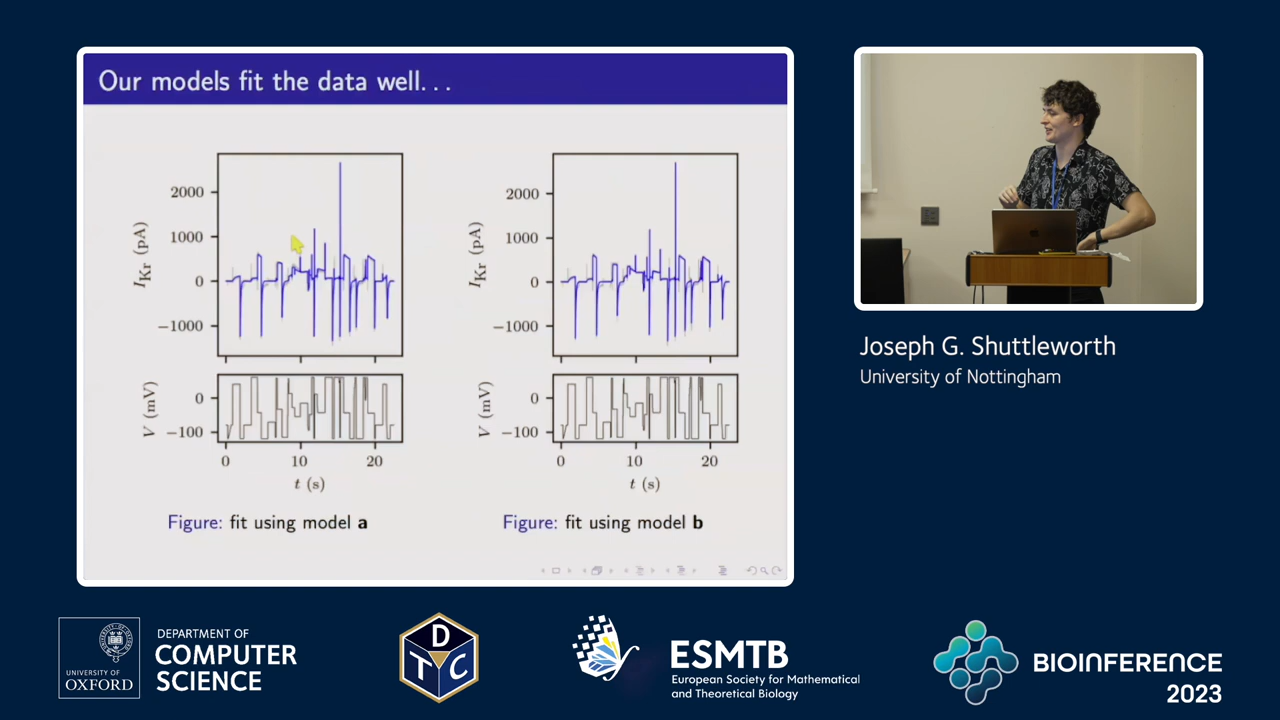 Our models fit the data well...
2000
1000
0
−1000
I_Kr (pA)
0
−100
V (mV)
0 10 20
t (s)
Figure: fit using model a
2000
1000
0
−1000
I_Kr (pA)
0
−100
V (mV)
0 10 20
t (s)
Figure: fit using model b
Joseph G. Shuttleworth
University of Nottingham
UNIVERSITY OF
OXFORD
DEPARTMENT OF
COMPUTER
SCIENCE
D
T C
ESMTB
European Society for Mathematical
and Theoretical Biology
BIOINFERENCE
2023